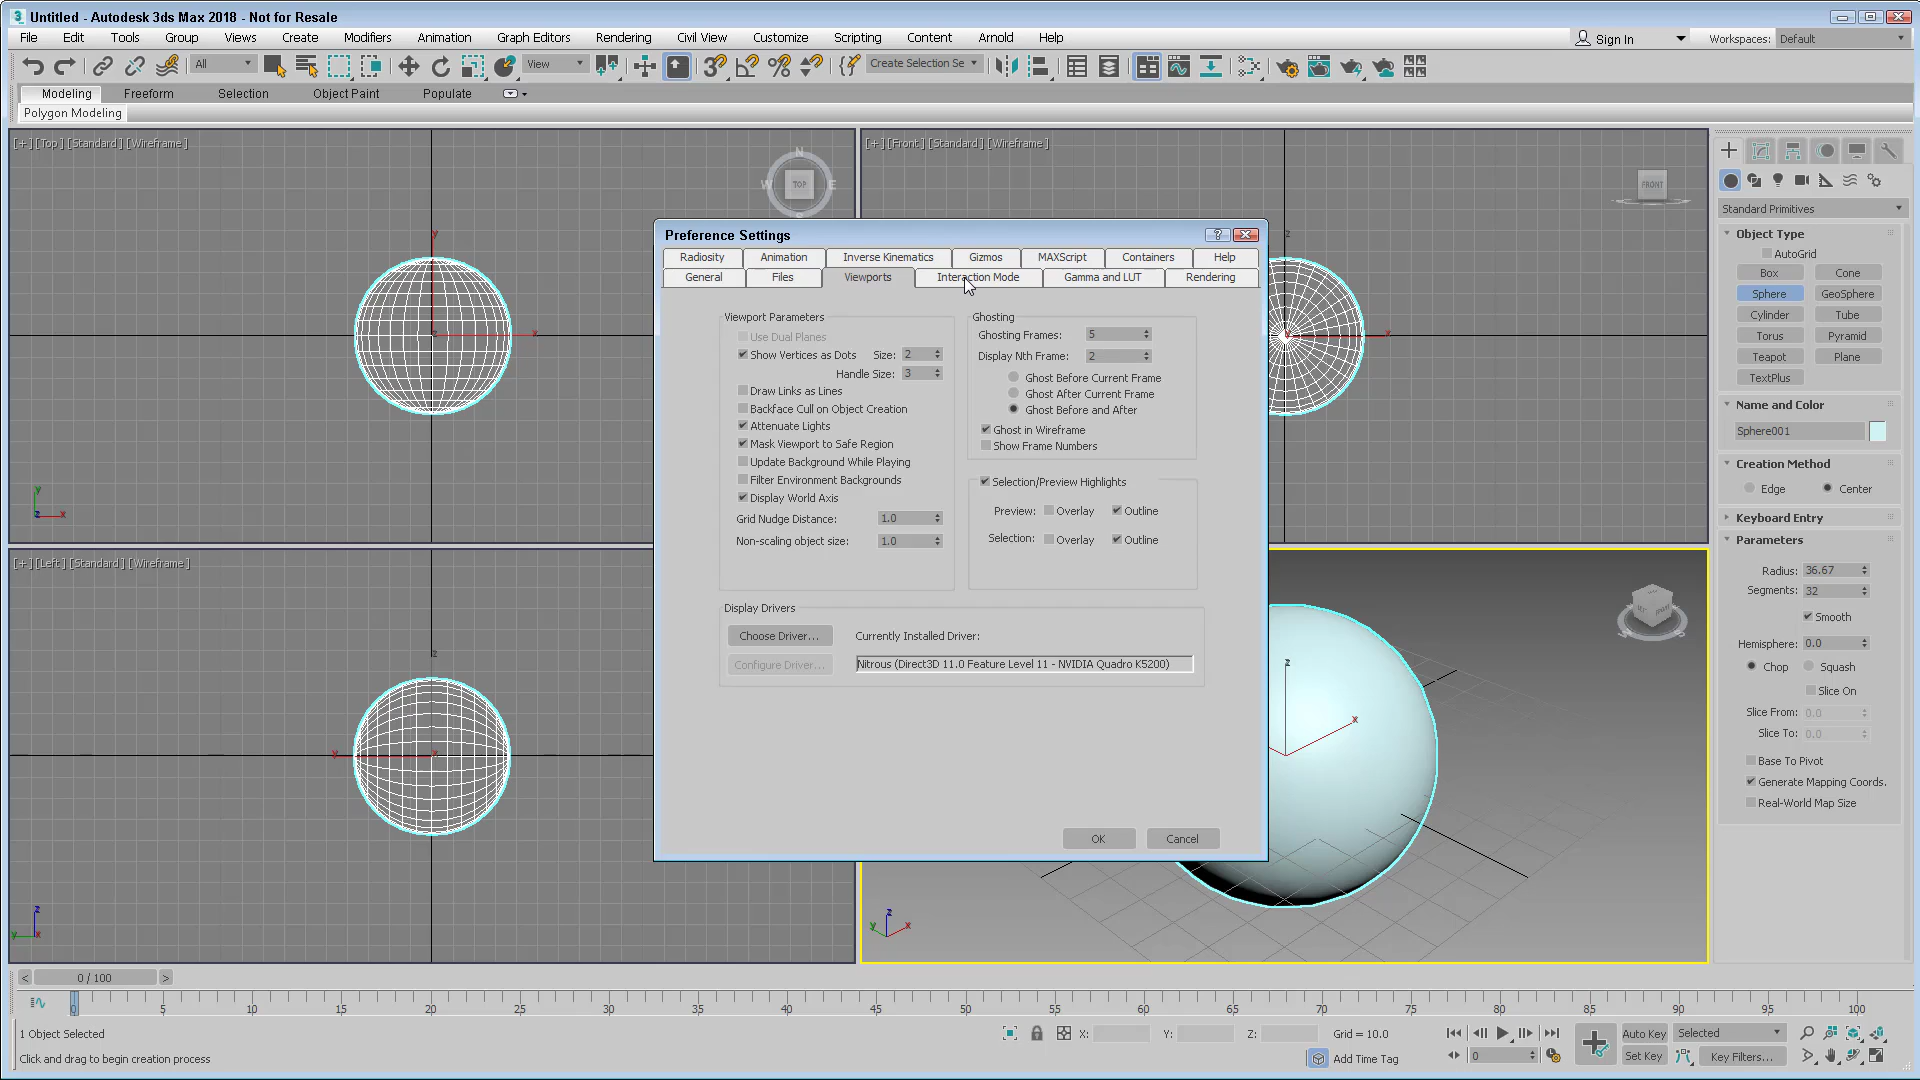 Untitled - Autodesk 3ds Max 2018 - Not for Resale
File Edit Tools Group Views Create Modifiers Animation Graph Editors Rendering Civil View Customize Scripting Content Arnold Help Sign In Workspaces: Default
All View Create Selection Se
Modeling Freeform Selection Object Paint Populate
Polygon Modeling
[+] [Top] [Standard] [Wireframe]
[+] [Front] [Standard] [Wireframe]
N
W TOP E
S
FRONT
y
x
z
y
z x
z
x
Preference Settings
Radiosity Animation Inverse Kinematics Gizmos MAXScript Containers Help
General Files Viewports Interaction Mode Gamma and LUT Rendering
Viewport Parameters
Use Dual Planes
Show Vertices as Dots Size: 2
Handle Size: 3
Draw Links as Lines
Backface Cull on Object Creation
Attenuate Lights
Mask Viewport to Safe Region
Update Background While Playing
Filter Environment Backgrounds
Display World Axis
Grid Nudge Distance: 1.0
Non-scaling object size: 1.0
Ghosting
Ghosting Frames: 5
Display Nth Frame: 2
Ghost Before Current Frame
Ghost After Current Frame
Ghost Before and After
Ghost in Wireframe
Show Frame Numbers
Selection/Preview Highlights
Preview: Overlay Outline
Selection: Overlay Outline
Display Drivers
Choose Driver... Currently Installed Driver:
Configure Driver... Nitrous (Direct3D 11.0 Feature Level 11 - NVIDIA Quadro K5200)
OK Cancel
[+] [Left] [Standard] [Wireframe]
z
x x
z
y x
z
x
z
y x
Standard Primitives
Object Type
AutoGrid
Box Cone
Sphere GeoSphere
Cylinder Tube
Torus Pyramid
Teapot Plane
TextPlus
Name and Color
Sphere001
Creation Method
Edge Center
Keyboard Entry
Parameters
Radius: 36.67
Segments: 32
Smooth
Hemisphere: 0.0
Chop Squash
Slice On
Slice From: 0.0
Slice To: 0.0
Base To Pivot
Generate Mapping Coords.
Real-World Map Size
< 0 / 100 >
0 5 10 15 20 25 30 35 40 45 50 55 60 65 70 75 80 85 90 95 100
1 Object Selected X: Y: Z: Grid = 10.0 Auto Key Selected
Click and drag to begin creation process Add Time Tag 0 Set Key Key Filters...